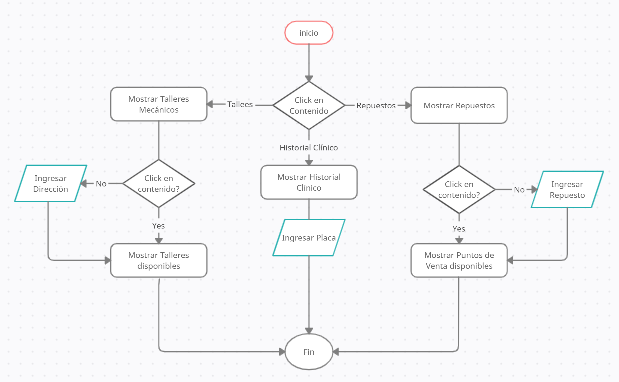 Inicio
Mostrar Talleres
Mecánicos
Tallees
Click en
Contenido
Repuestos
Mostrar Repuestos
Historial Clínico
Ingresar
Dirección
No
Click en
contenido?
Mostrar Historial
Clinico
Click en
contenido?
No
Ingresar
Repuesto
Yes
Ingresar Placa
Yes
Mostrar Talleres
disponibles
Mostrar Puntos de
Venta disponibles
Fin